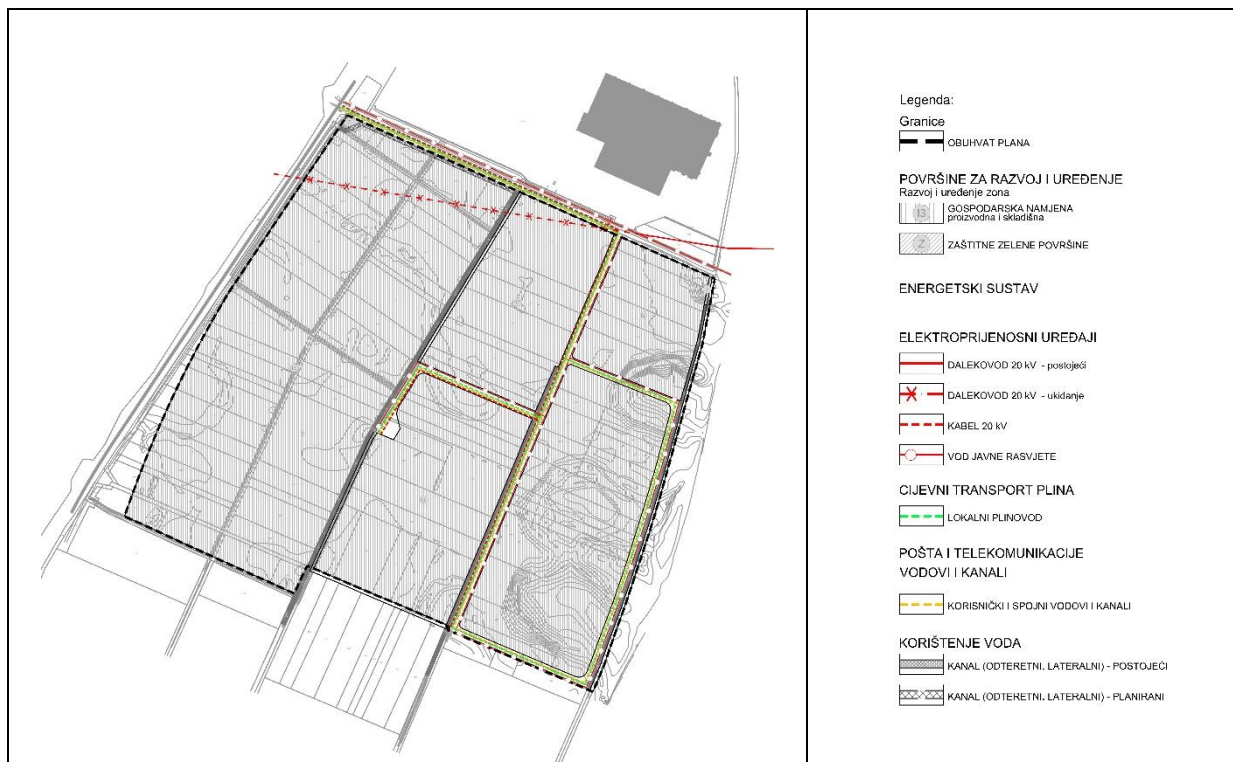 Legenda:
Granice
OBUHVAT PLANA
POVRŠINE ZA RAZVOJ I UREĐENJE
Razvoj i uređenje zona
I3
GOSPODARSKA NAMJENA
proizvodna i skladišna
Z
ZAŠTITNE ZELENE POVRŠINE
ENERGETSKI SUSTAV
ELEKTROPRIJENOSNI UREĐAJI
DALEKOVOD 20 kV - postojeći
DALEKOVOD 20 kV - ukidanje
KABEL 20 kV
VOD JAVNE RASVJETE
CIJEVNI TRANSPORT PLINA
LOKALNI PLINOVOD
POŠTA I TELEKOMUNIKACIJE
VODOVI I KANALI
KORISNIČKI I SPOJNI VODOVI I KANALI
KORIŠTENJE VODA
KANAL (ODTERETNI. LATERALNI) - POSTOJEĆI
KANAL (ODTERETNI. LATERALNI) - PLANIRANI